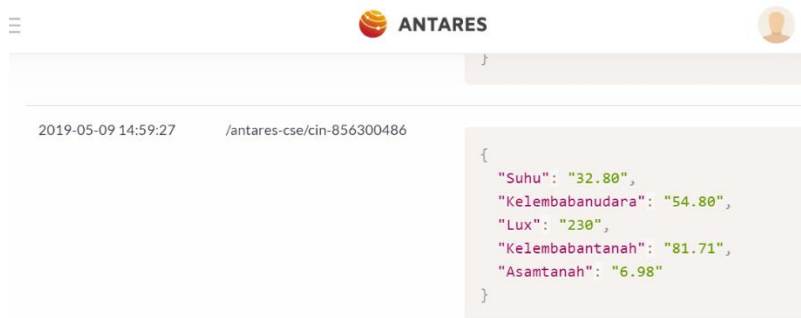 ANTARES
}
2019-05-09 14:59:27 /antares-cse/cin-856300486
{
"Suhu": "32.80",
"Kelembabanudara": "54.80",
"Lux": "230",
"Kelembabantanah": "81.71",
"Asamtanah": "6.98"
}